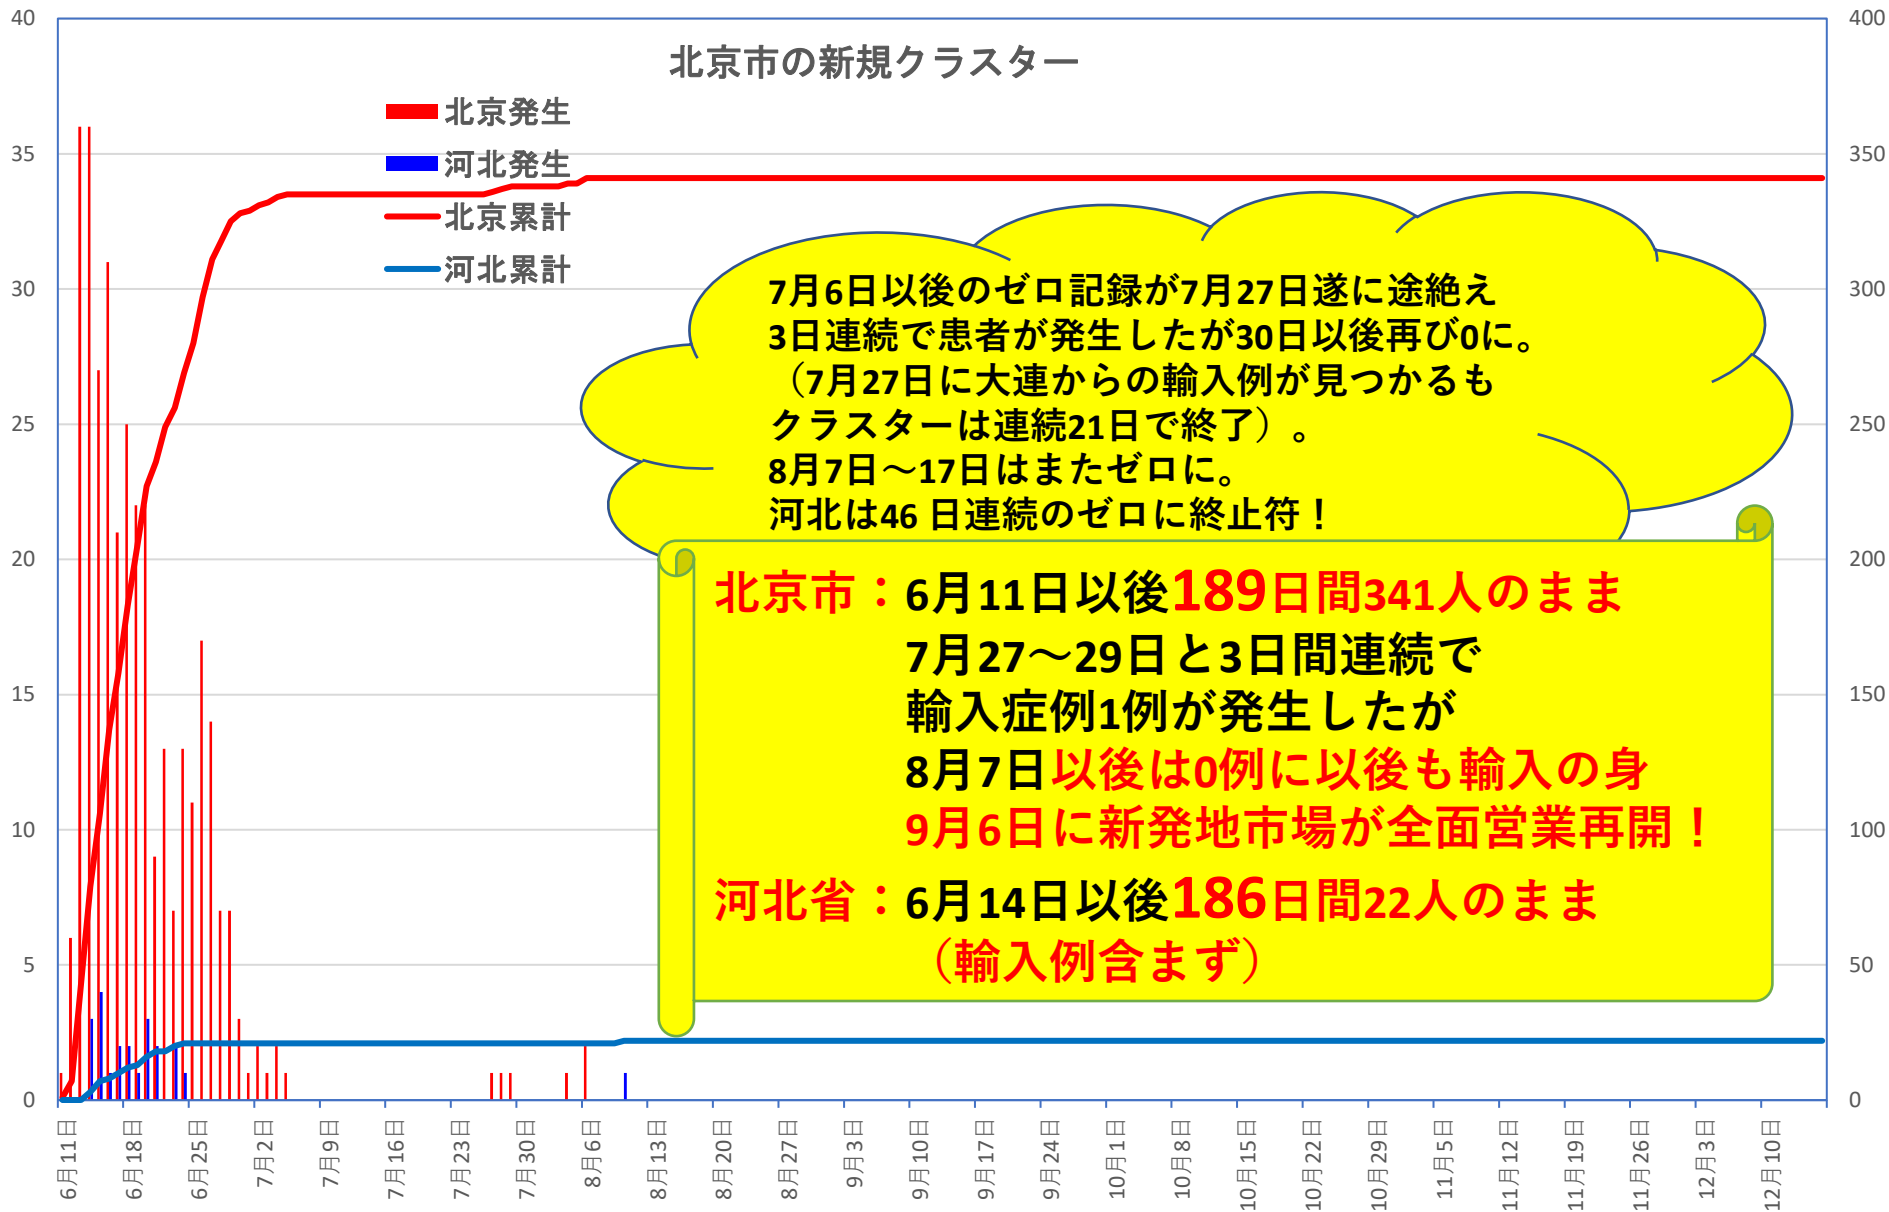 北京市の新規クラスター
北京発生
河北発生
北京累計
河北累計
40
35
30
25
20
15
10
5
0
400
350
300
250
200
150
100
50
0
7月6日以後のゼロ記録が7月27日遂に途絶え
3日連続で患者が発生したが30日以後再び0に。
（7月27日に大連からの輸入例が見つかるも
クラスターは連続21日で終了）。
8月7日～17日はまたゼロに。
河北は46 日連続のゼロに終止符！
北京市：6月11日以後189日間341人のまま
7月27～29日と3日間連続で
輸入症例1例が発生したが
8月7日以後は0例に以後も輸入の身
9月6日に新発地市場が全面営業再開！
河北省：6月14日以後186日間22人のまま
（輸入例含まず）
6月11日
6月18日
6月25日
7月2日
7月9日
7月16日
7月23日
7月30日
8月6日
8月13日
8月20日
8月27日
9月3日
9月10日
9月17日
9月24日
10月1日
10月8日
10月15日
10月22日
10月29日
11月5日
11月12日
11月19日
11月26日
12月3日
12月10日